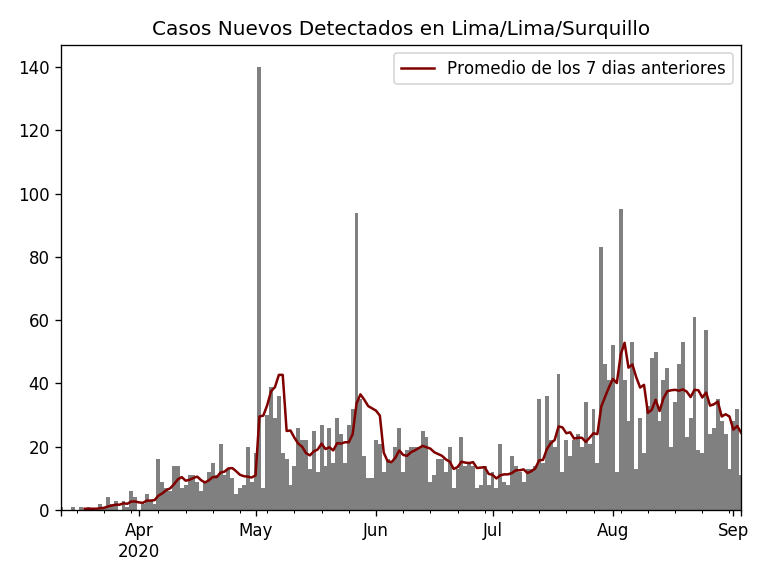 Casos Nuevos Detectados en Lima/Lima/Surquillo
Promedio de los 7 dias anteriores
140
120
100
80
60
40
20
0
Apr
2020
May
Jun
Jul
Aug
Sep